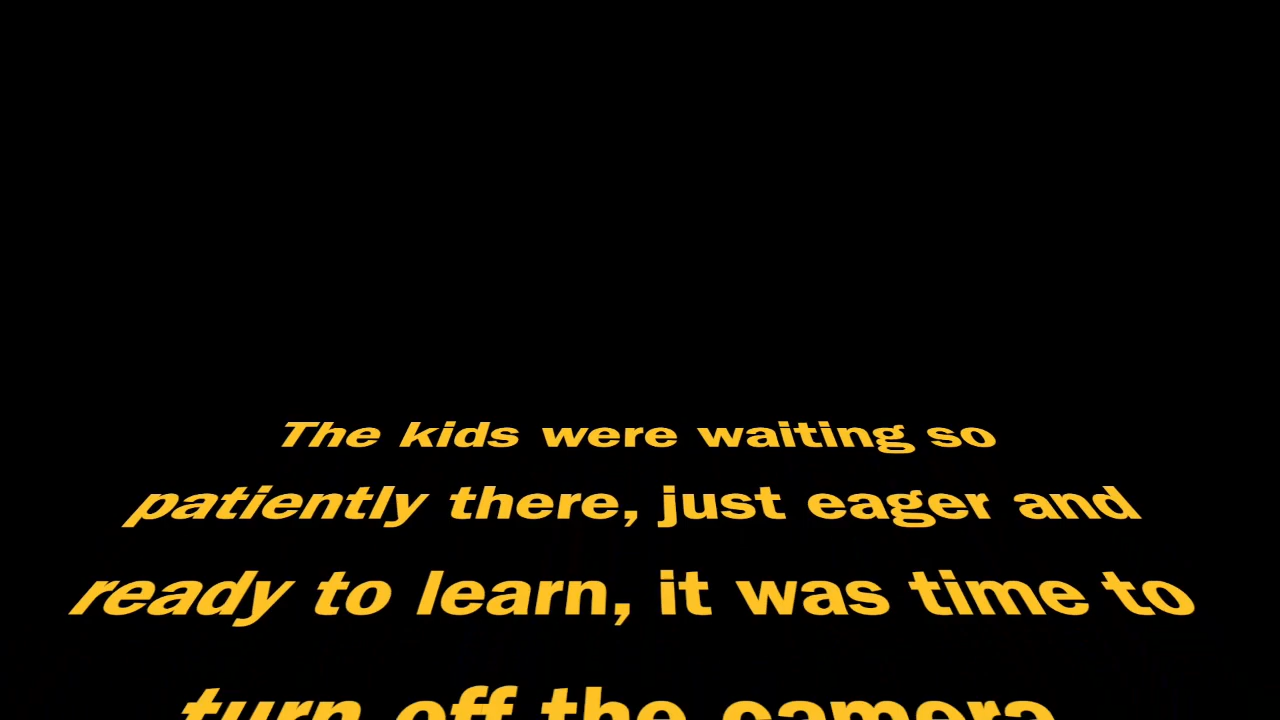 The kids were waiting so
patiently there, just eager and
ready to learn, it was time to
turn off the camera